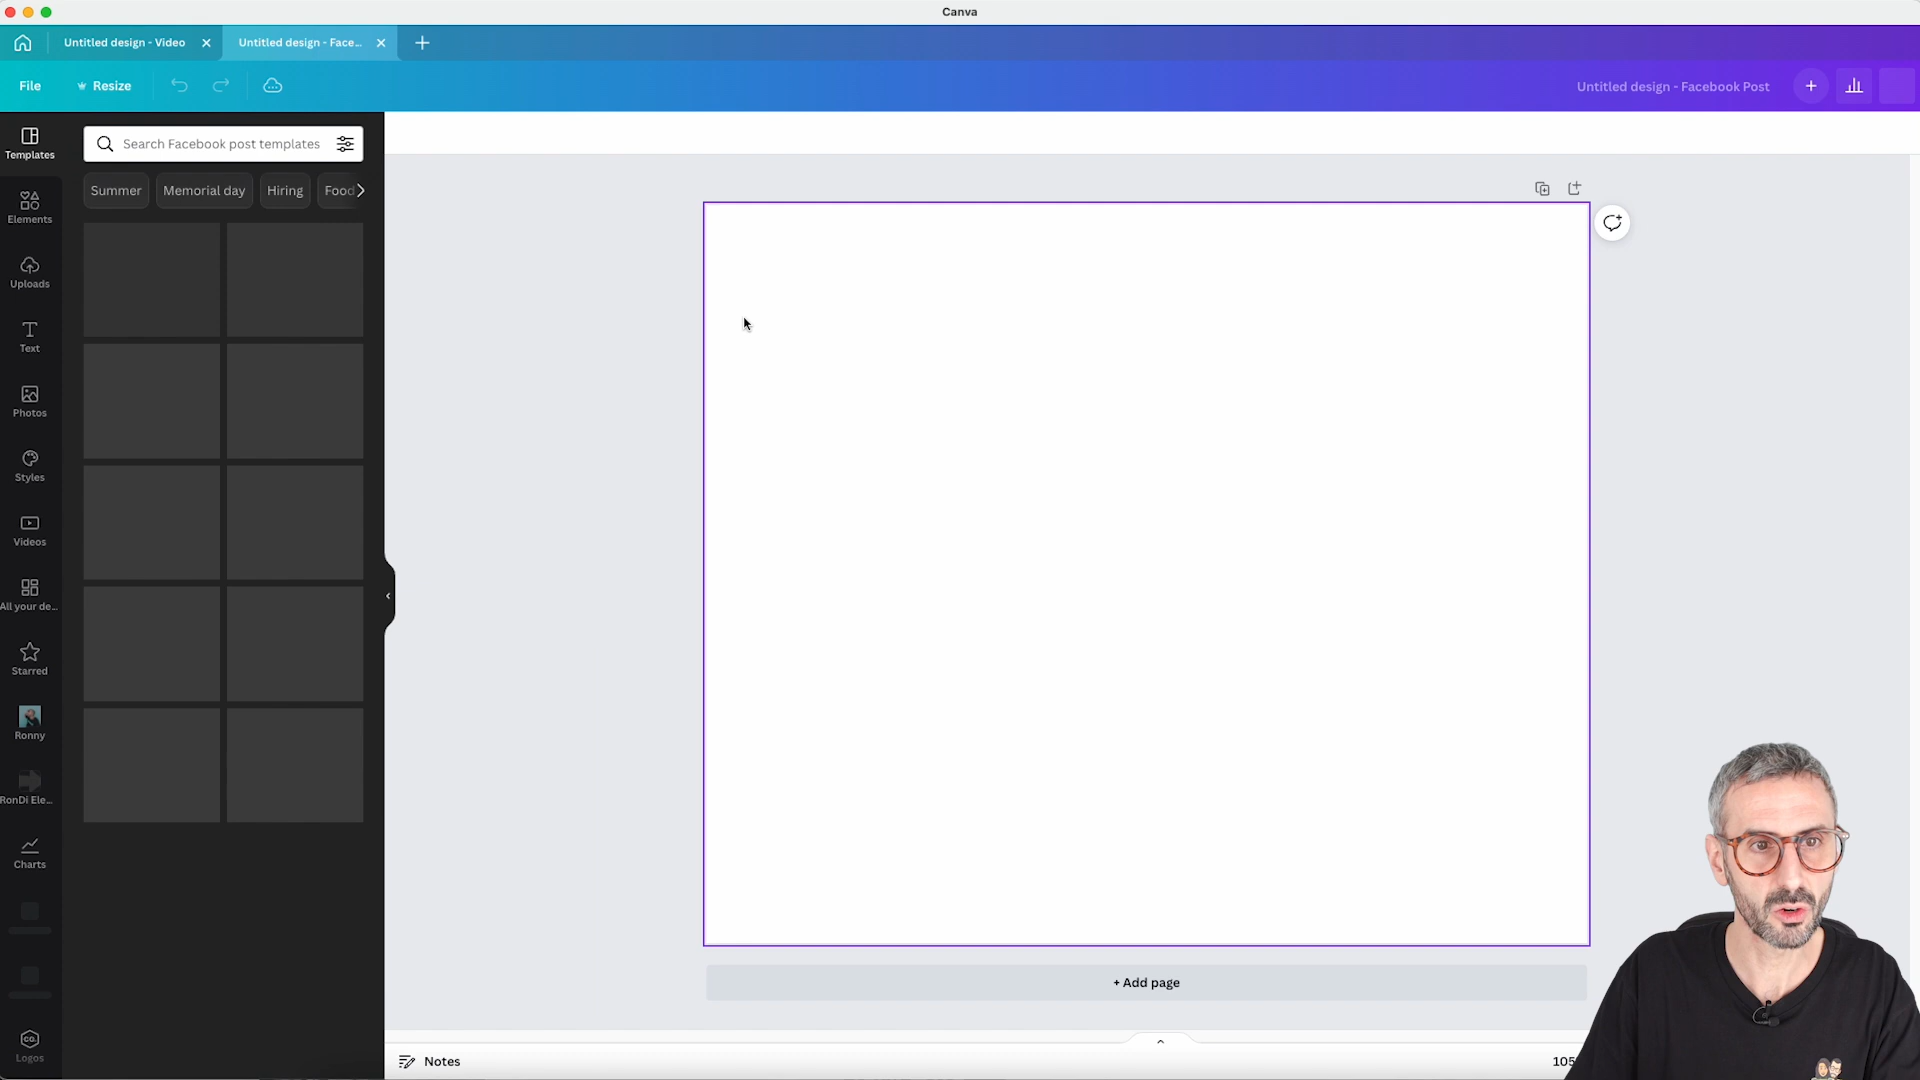 Canva
Untitled design - Video
Untitled design - Face...
File
Resize
Untitled design - Facebook Post
Templates
Search Facebook post templates
Summer
Memorial day
Hiring
Food
Elements
Uploads
Text
Photos
Styles
Videos
All your de...
Starred
Ronny
RonDi Ele...
Charts
CO.
Logos
+ Add page
Notes
105